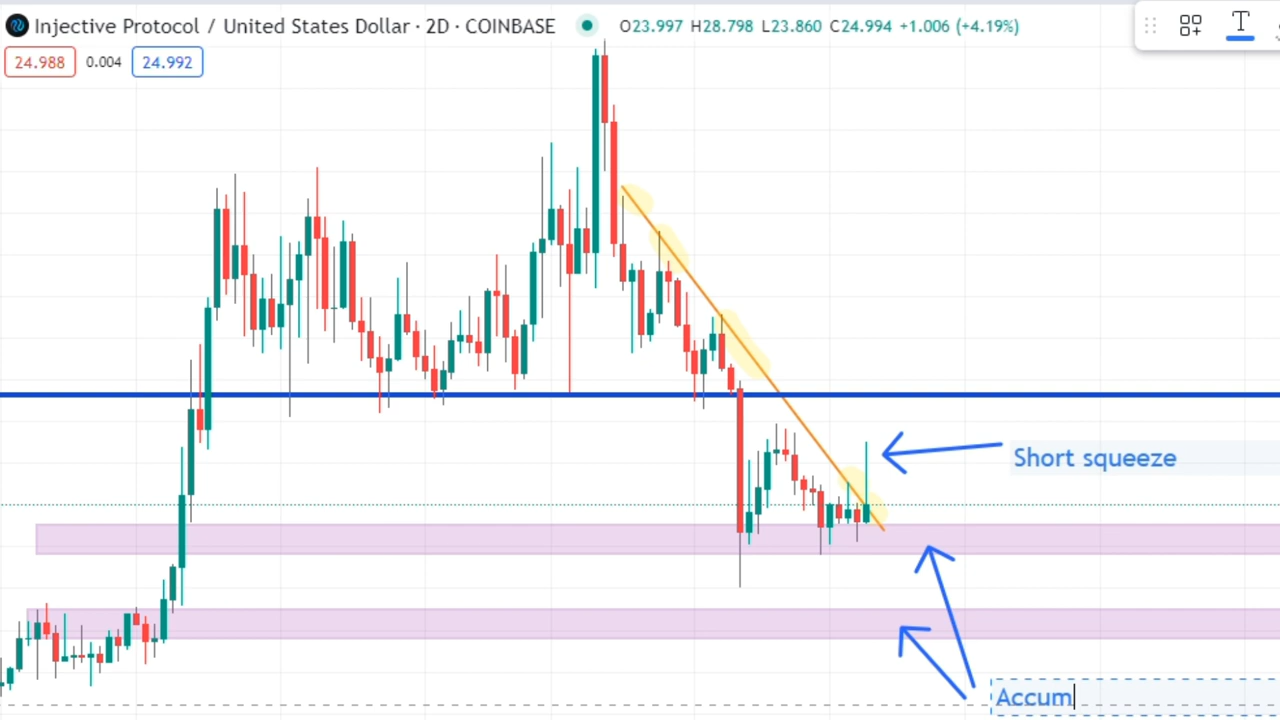 Injective Protocol / United States Dollar · 2D · COINBASE O23.997 H28.798 L23.860 C24.994 +1.006 (+4.19%)
24.988 0.004 24.992
Short squeeze
Accum